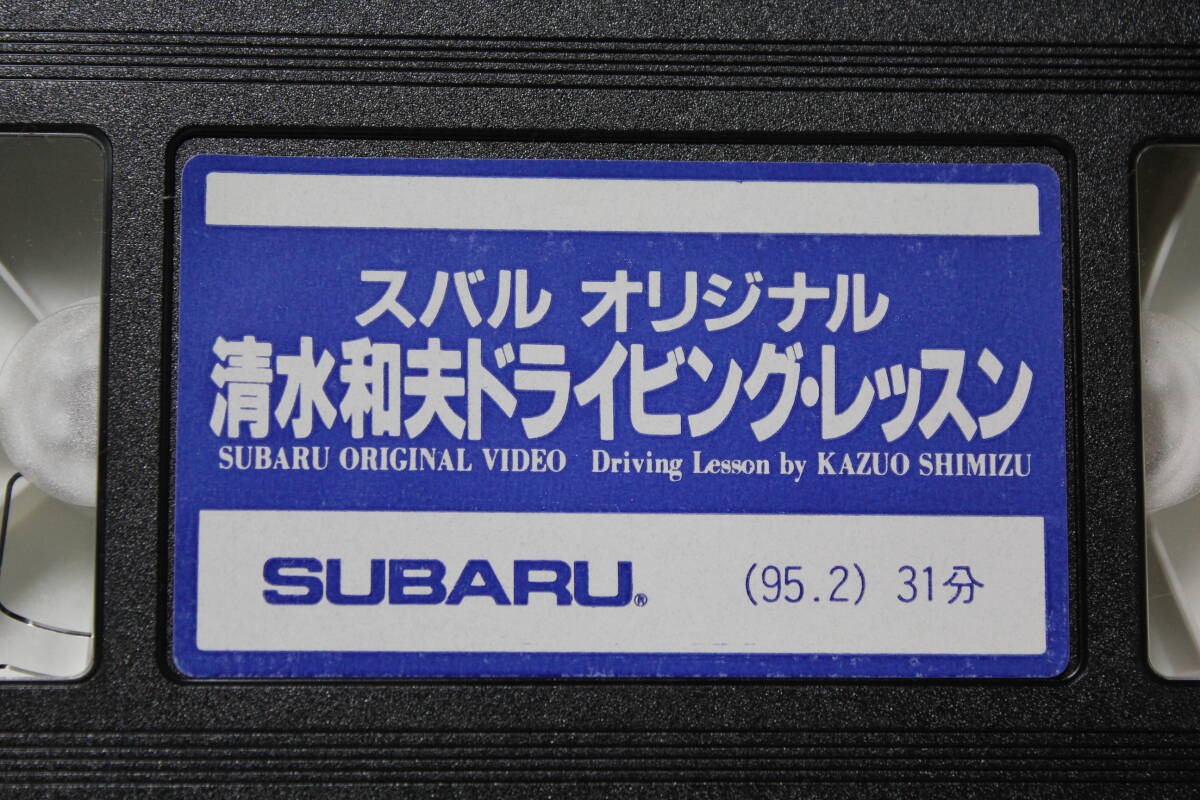 スバル オリジナル
清水和夫ドライビング・レッスン
SUBARU ORIGINAL VIDEO Driving Lesson by KAZUO SHIMIZU
SUBARU® (95.2) 31分